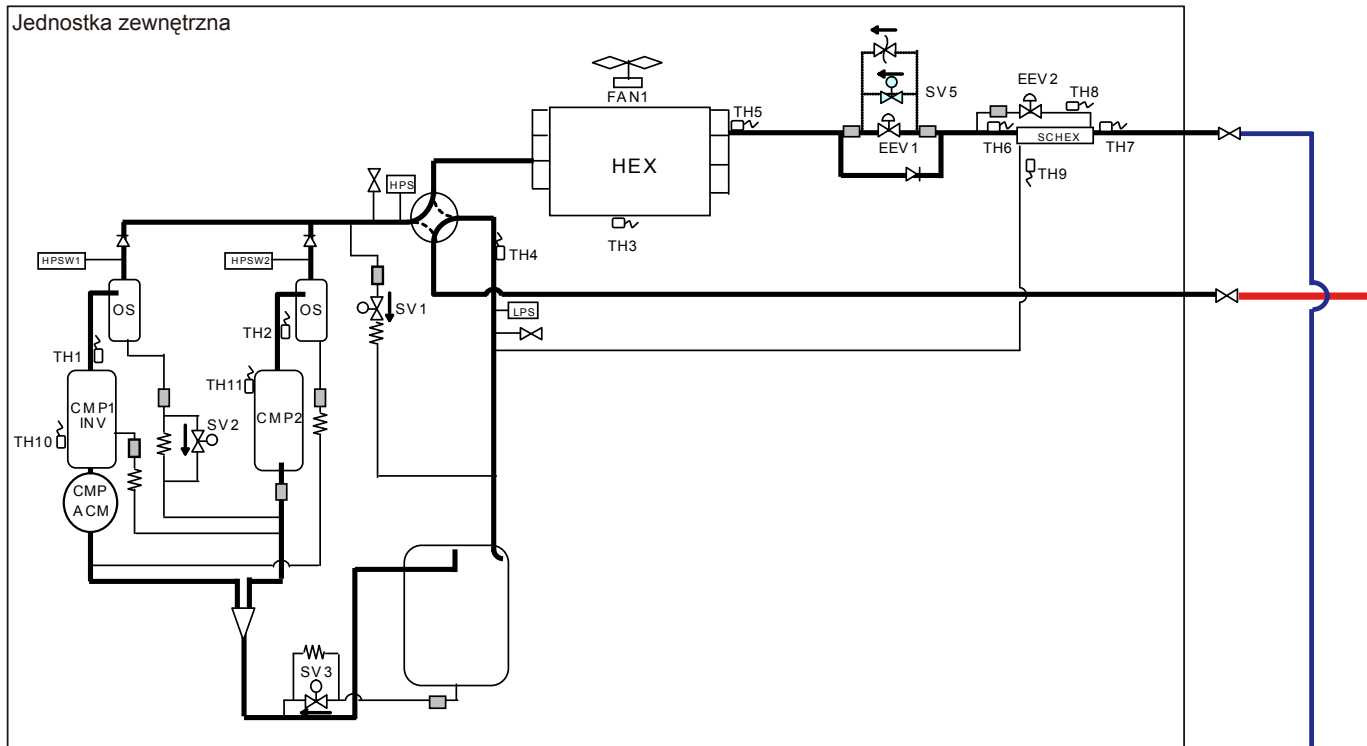 Jednostka zewnętrzna
FAN1
HEX
TH3
TH5
SV5
EEV1
EEV2
TH8
TH6
SCHEX
TH7
TH9
HPS
TH4
HPSW1
HPSW2
OS
OS
SV1
LPS
TH1
TH2
TH11
CMP1
INV
CMP2
SV2
TH10
CMP
ACM
SV3